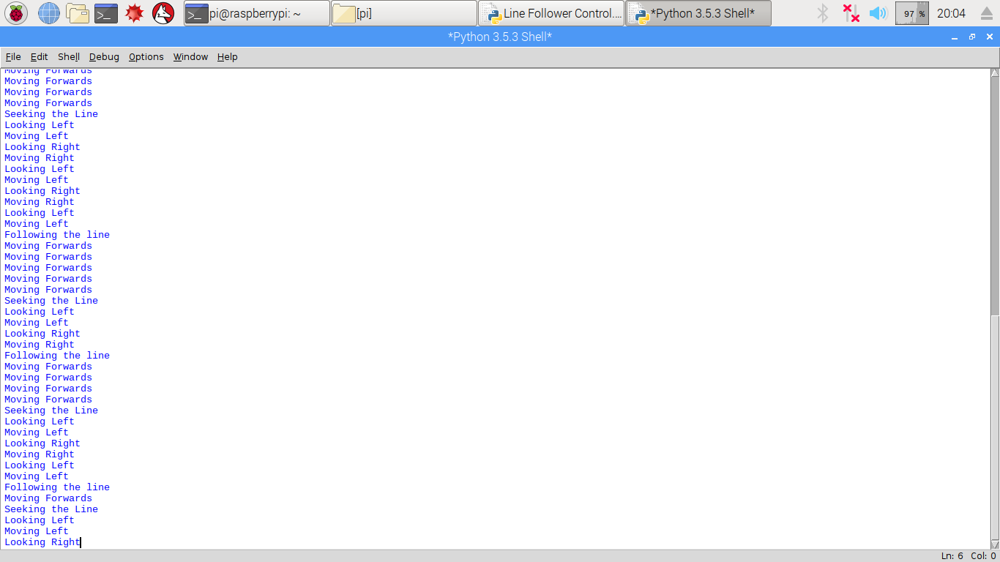 pi@raspberrypi: ~
[pi]
Line Follower Control....
*Python 3.5.3 Shell*
97 %
20:04
*Python 3.5.3 Shell*
File Edit Shell Debug Options Window Help
Moving Forwards
Moving Forwards
Moving Forwards
Moving Forwards
Seeking the Line
Looking Left
Moving Left
Looking Right
Moving Right
Looking Left
Moving Left
Looking Right
Moving Right
Looking Left
Moving Left
Following the line
Moving Forwards
Moving Forwards
Moving Forwards
Moving Forwards
Moving Forwards
Seeking the Line
Looking Left
Moving Left
Looking Right
Moving Right
Following the line
Moving Forwards
Moving Forwards
Moving Forwards
Moving Forwards
Seeking the Line
Looking Left
Moving Left
Looking Right
Moving Right
Looking Left
Moving Left
Following the line
Moving Forwards
Seeking the Line
Looking Left
Moving Left
Looking Right
Ln: 6 Col: 0